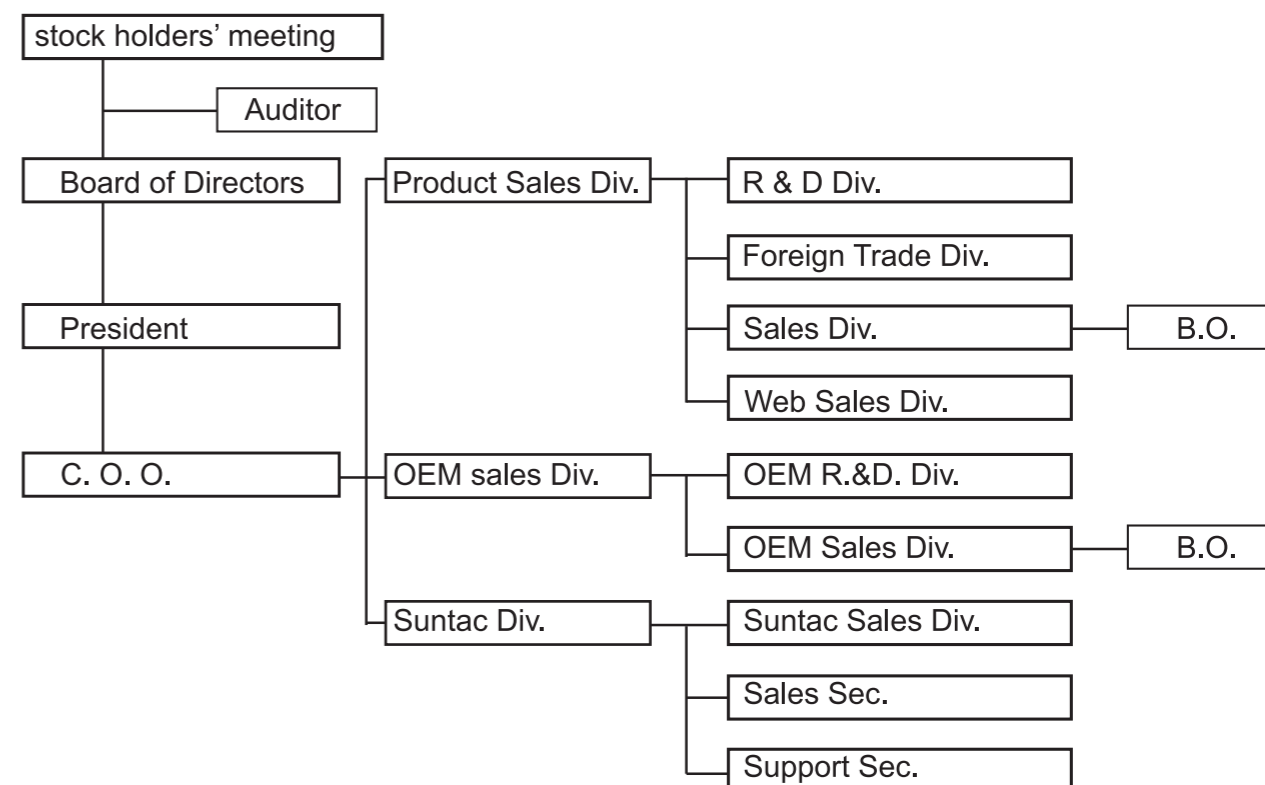 stock holders’ meeting
Auditor
Board of Directors
President
C. O. O.
Product Sales Div.
R & D Div.
Foreign Trade Div.
Sales Div.
B.O.
Web Sales Div.
OEM sales Div.
OEM R.&D. Div.
OEM Sales Div.
B.O.
Suntac Div.
Suntac Sales Div.
Sales Sec.
Support Sec.